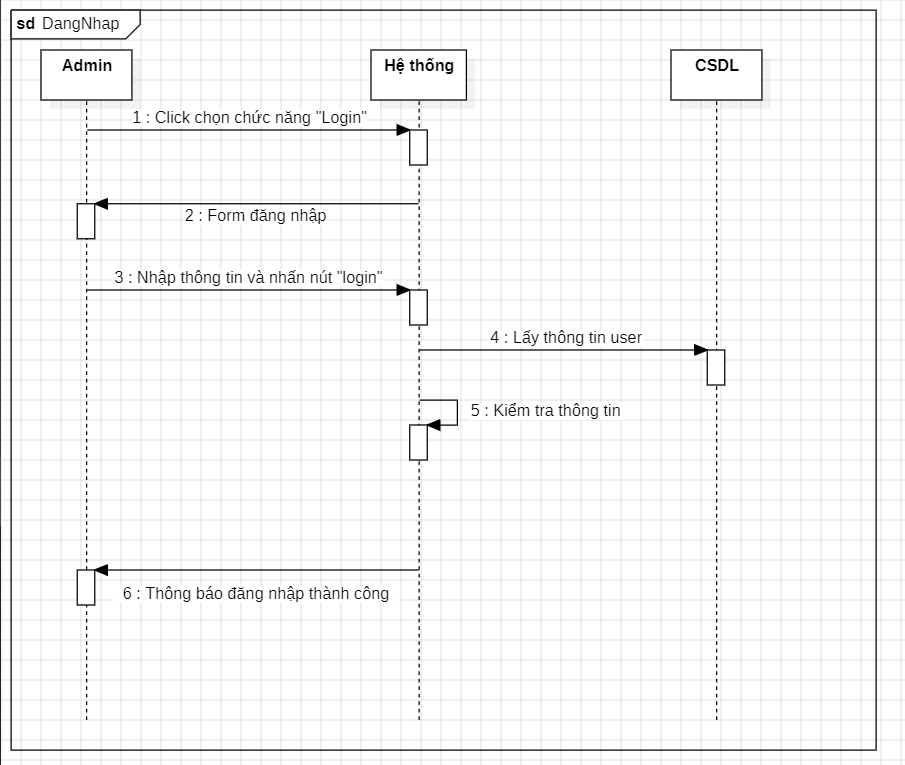 sd DangNhap
Admin
Hệ thống
CSDL
1 : Click chọn chức năng "Login"
2 : Form đăng nhập
3 : Nhập thông tin và nhấn nút "login"
4 : Lấy thông tin user
5 : Kiểm tra thông tin
6 : Thông báo đăng nhập thành công